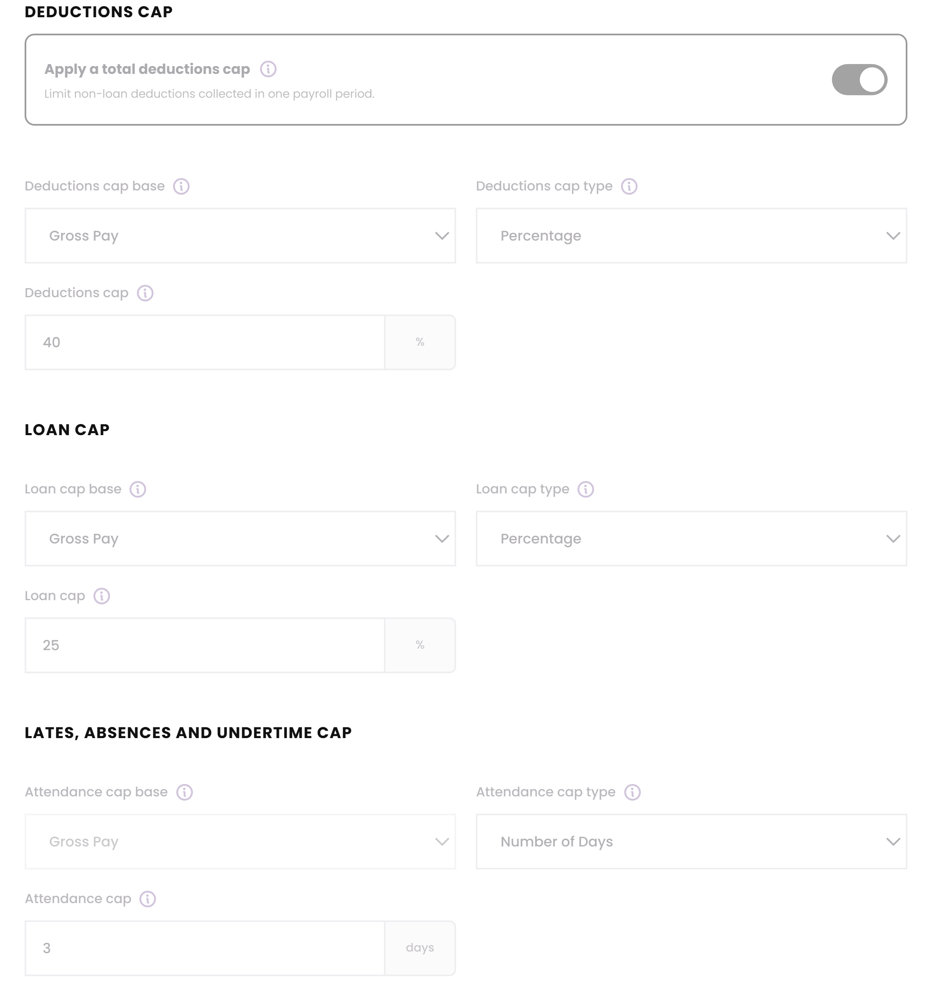 DEDUCTIONS CAP
Apply a total deductions cap
Limit non-loan deductions collected in one payroll period.
Deductions cap base
Deductions cap type
Gross Pay
Percentage
Deductions cap
40
%
LOAN CAP
Loan cap base
Loan cap type
Gross Pay
Percentage
Loan cap
25
%
LATES, ABSENCES AND UNDERTIME CAP
Attendance cap base
Attendance cap type
Gross Pay
Number of Days
Attendance cap
3
days